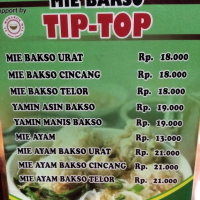 support by
MIE/BAKSO
TIP-TOP
MIE BAKSO URAT Rp. 18.000
MIE BAKSO CINCANG Rp. 18.000
MIE BAKSO TELOR Rp. 18.000
YAMIN ASIN BAKSO Rp. 19.000
YAMIN MANIS BAKSO Rp. 19.000
MIE AYAM Rp. 13.000
MIE AYAM BAKSO URAT Rp. 21.000
MIE AYAM BAKSO CINCANG Rp. 21.000
MIE AYAM BAKSO TELOR Rp. 21.000